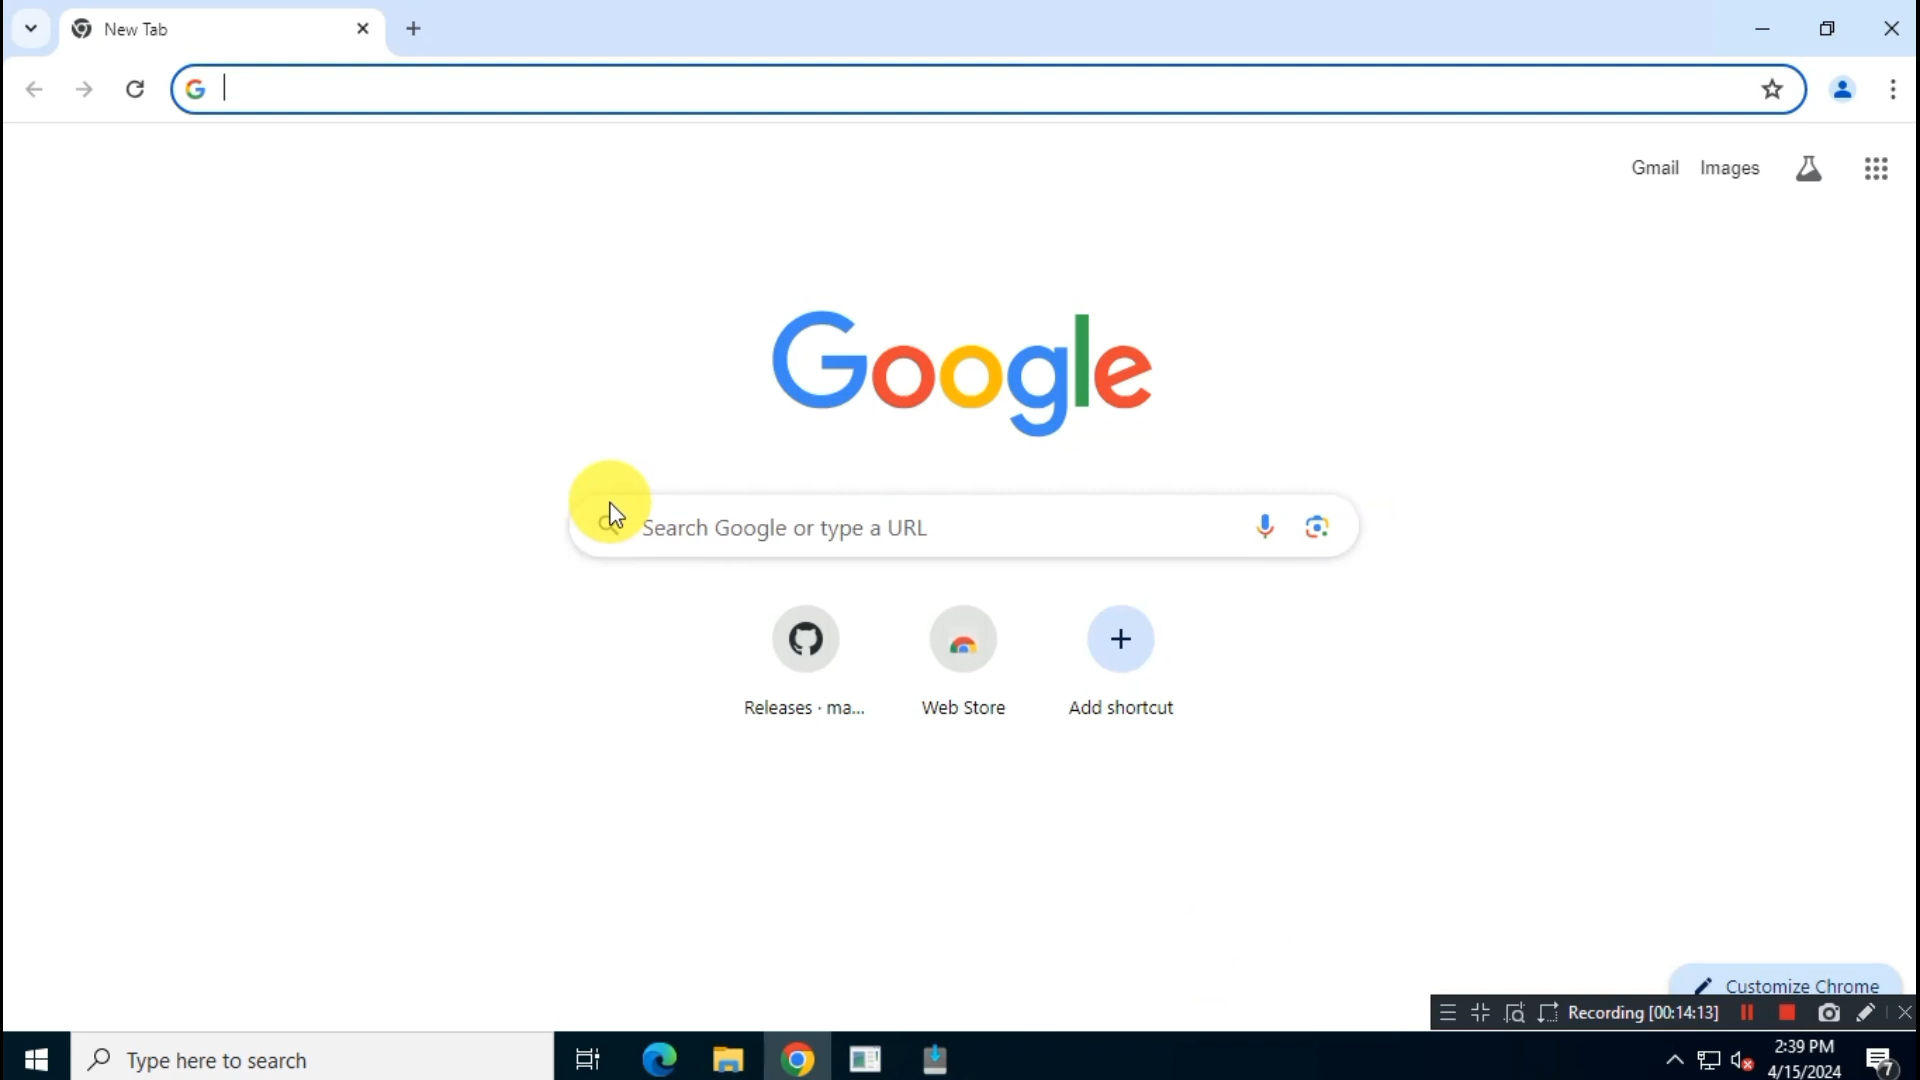 New Tab
Gmail Images
Google
Search Google or type a URL
Releases · ma...
Web Store
Add shortcut
Customize Chrome
Recording [00:14:13]
Type here to search
2:39 PM
4/15/2024
7